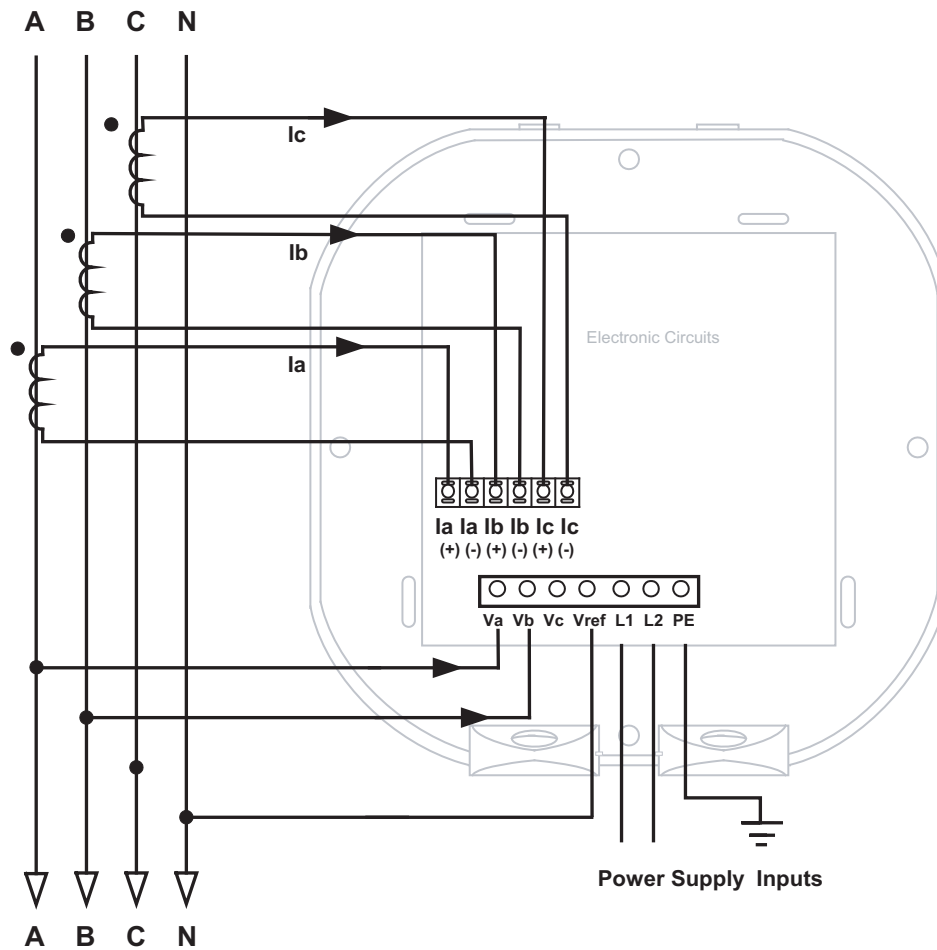 A B C N
Ic
Ib
Electronic Circuits
Ia
Ia Ia Ib Ib Ic Ic
(+) (-) (+) (-) (+) (-)
Va Vb Vc Vref L1 L2 PE
Power Supply Inputs
A B C N